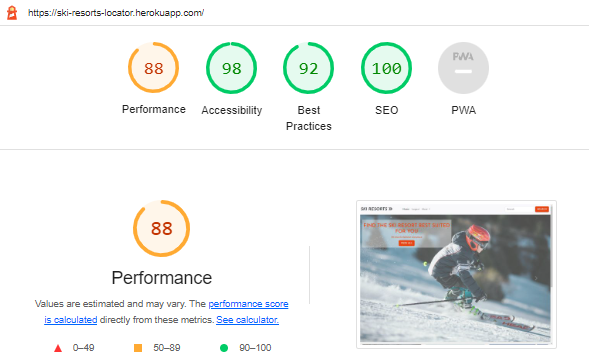 https://ski-resorts-locator.herokuapp.com/
88
98
92
100
PWA
Performance
Accessibility
Best
Practices
SEO
PWA
88
Performance
Values are estimated and may vary. The performance score
is calculated directly from these metrics. See calculator.
0–49
50–89
90–100
SKI RESORTS
FIND THE SKI RESORT BEST SUITED
FOR YOU !